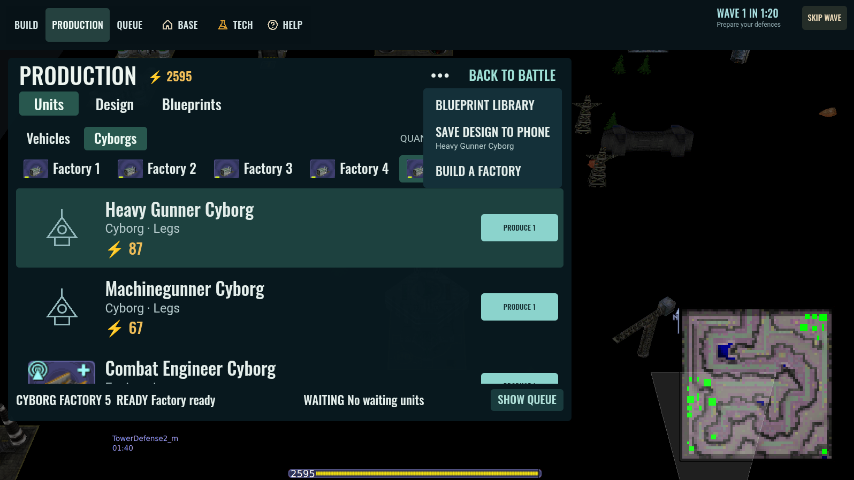 BUILD PRODUCTION QUEUE BASE TECH HELP
WAVE 1 IN 1:20
Prepare your defences
SKIP WAVE
PRODUCTION ⚡ 2595
••• BACK TO BATTLE
Units Design Blueprints
BLUEPRINT LIBRARY
SAVE DESIGN TO PHONE
Heavy Gunner Cyborg
BUILD A FACTORY
Vehicles Cyborgs
Factory 1 Factory 2 Factory 3 Factory 4
Heavy Gunner Cyborg
Cyborg · Legs
⚡ 87
PRODUCE 1
Machinegunner Cyborg
Cyborg · Legs
⚡ 67
PRODUCE 1
Combat Engineer Cyborg
CYBORG FACTORY 5 READY Factory ready
WAITING No waiting units
SHOW QUEUE
TowerDefense2_m
01:40
2595